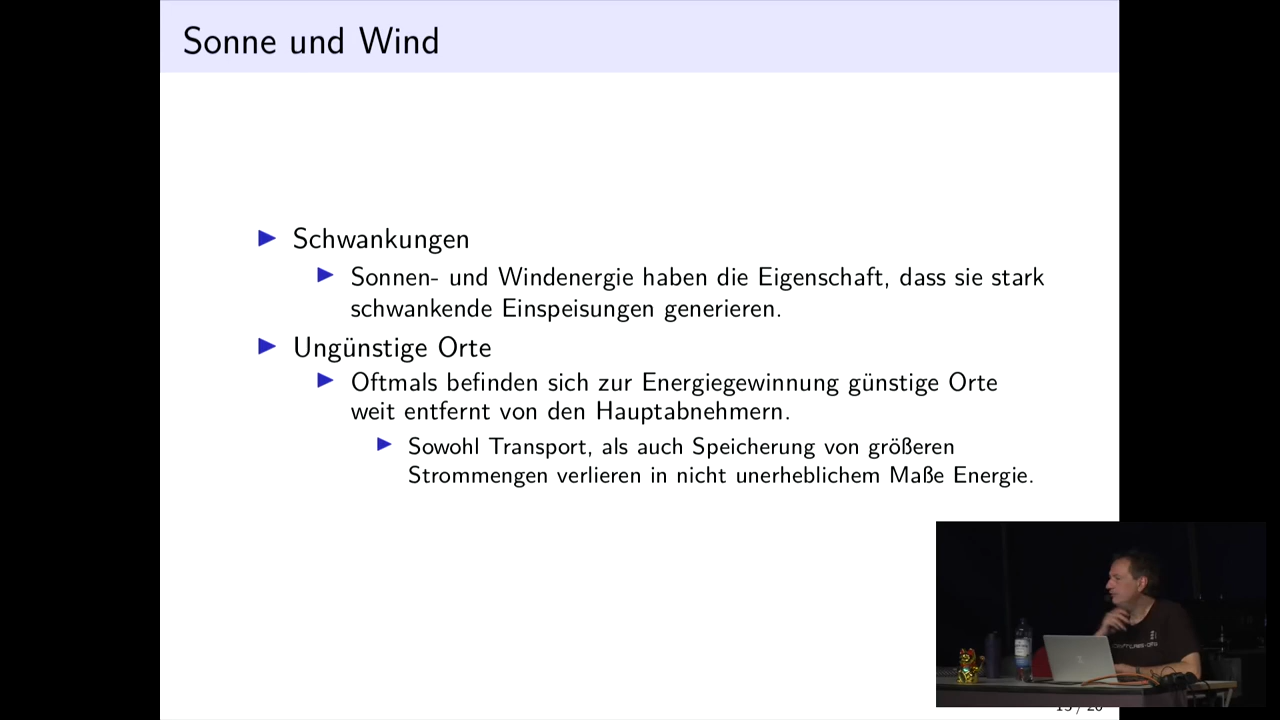 Sonne und Wind
Schwankungen
Sonnen- und Windenergie haben die Eigenschaft, dass sie stark
schwankende Einspeisungen generieren.
Ungünstige Orte
Oftmals befinden sich zur Energiegewinnung günstige Orte
weit entfernt von den Hauptabnehmern.
Sowohl Transport, als auch Speicherung von größeren
Strommengen verlieren in nicht unerheblichem Maße Energie.